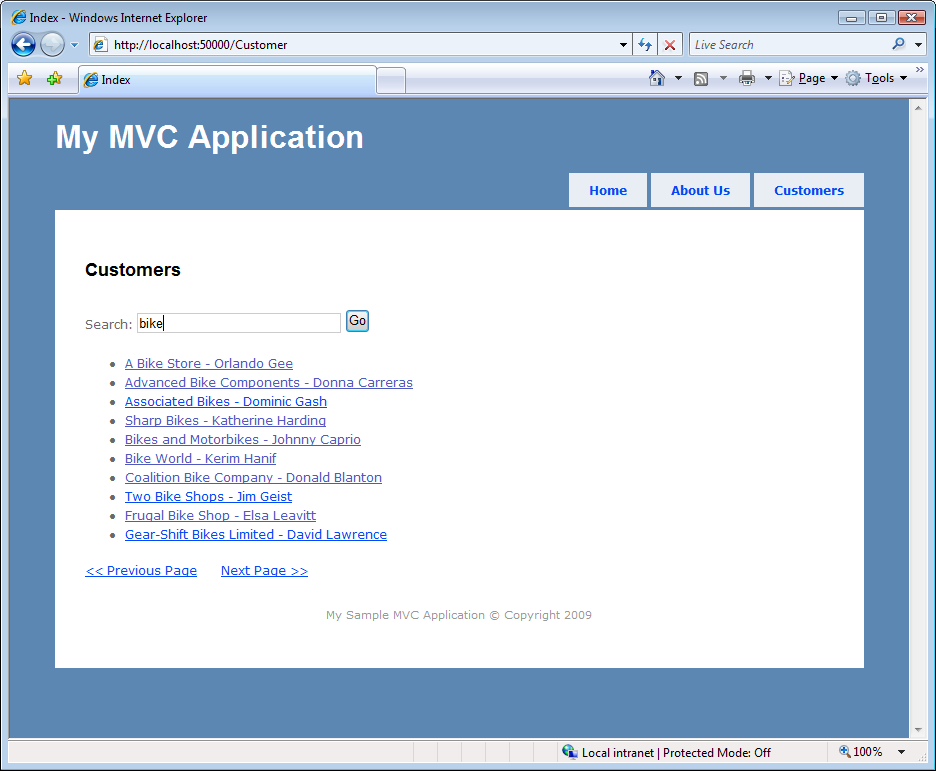 Index - Windows Internet Explorer
http://localhost:50000/Customer
Live Search
Index
Page
Tools
My MVC Application
Home About Us Customers
Customers
Search: bike Go
A Bike Store - Orlando Gee
Advanced Bike Components - Donna Carreras
Associated Bikes - Dominic Gash
Sharp Bikes - Katherine Harding
Bikes and Motorbikes - Johnny Caprio
Bike World - Kerim Hanif
Coalition Bike Company - Donald Blanton
Two Bike Shops - Jim Geist
Frugal Bike Shop - Elsa Leavitt
Gear-Shift Bikes Limited - David Lawrence
<< Previous Page Next Page >>
My Sample MVC Application © Copyright 2009
Local intranet | Protected Mode: Off
100%